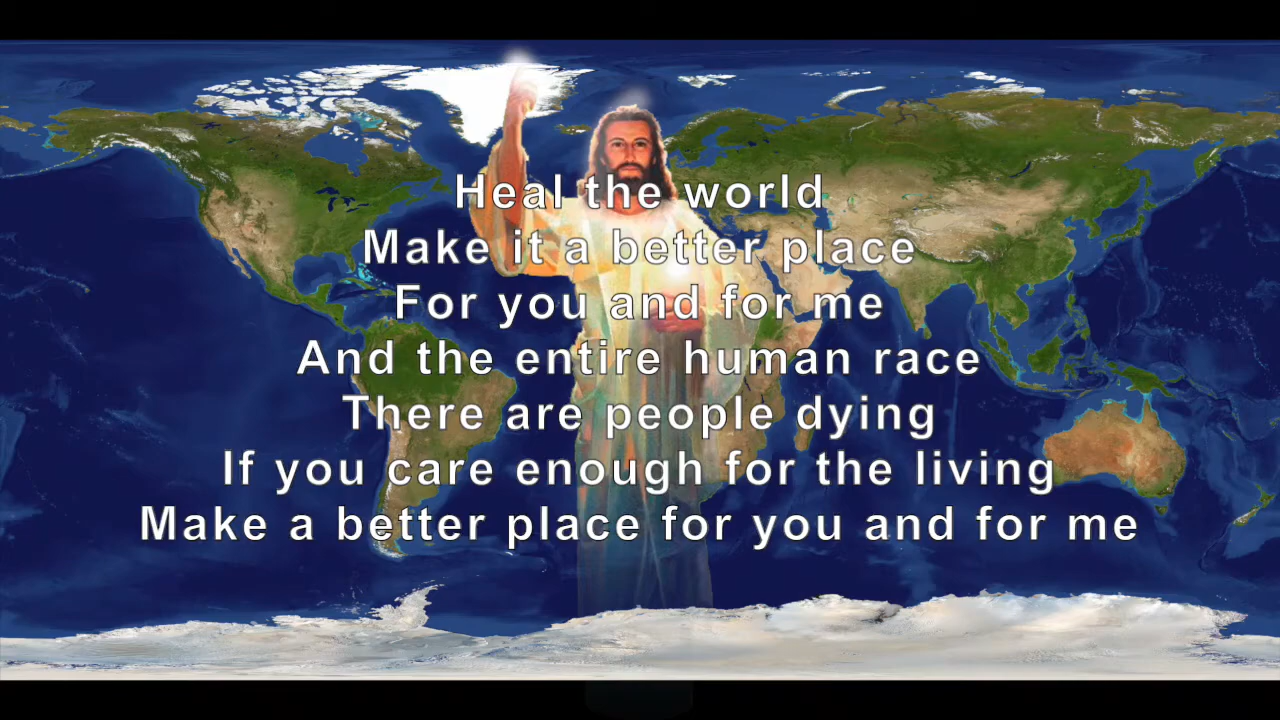 Heal the world
Make it a better place
For you and for me
And the entire human race
There are people dying
If you care enough for the living
Make a better place for you and for me